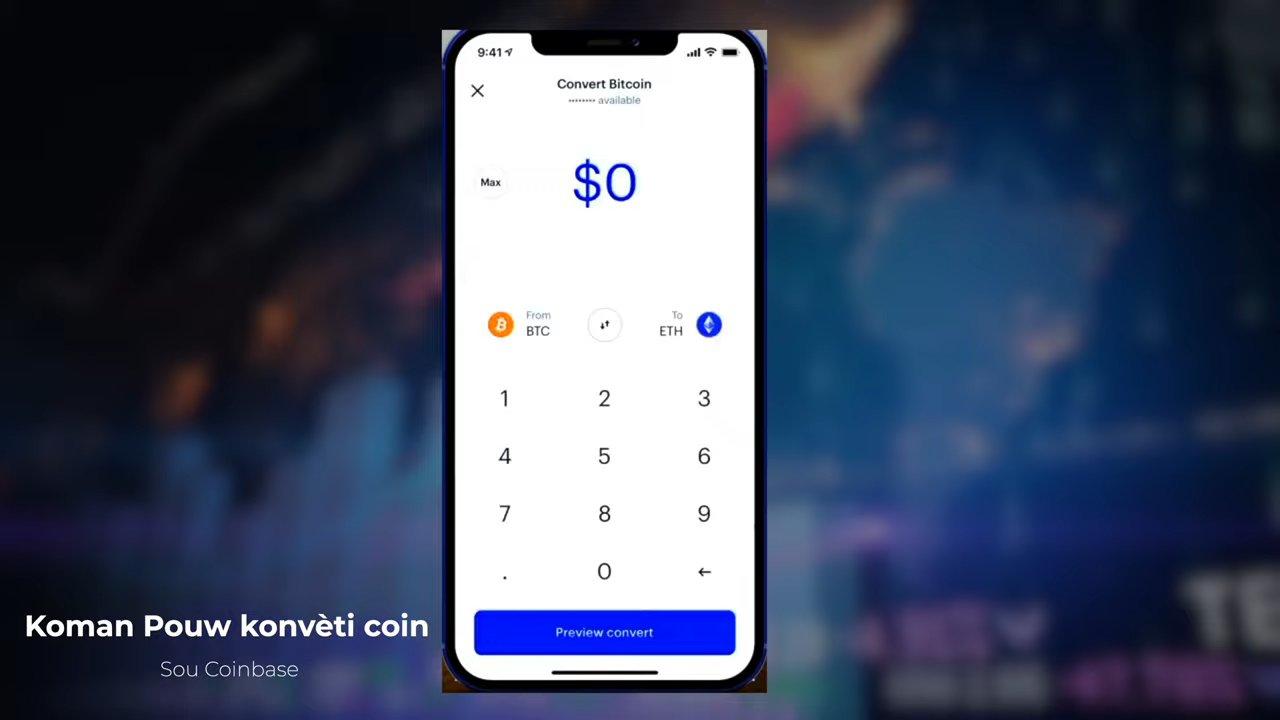 9:41
Convert Bitcoin
•••••••• available
Max
$0
From
BTC
To
ETH
1 2 3
4 5 6
7 8 9
. 0 ←
Preview convert
Koman Pouw konvèti coin
Sou Coinbase